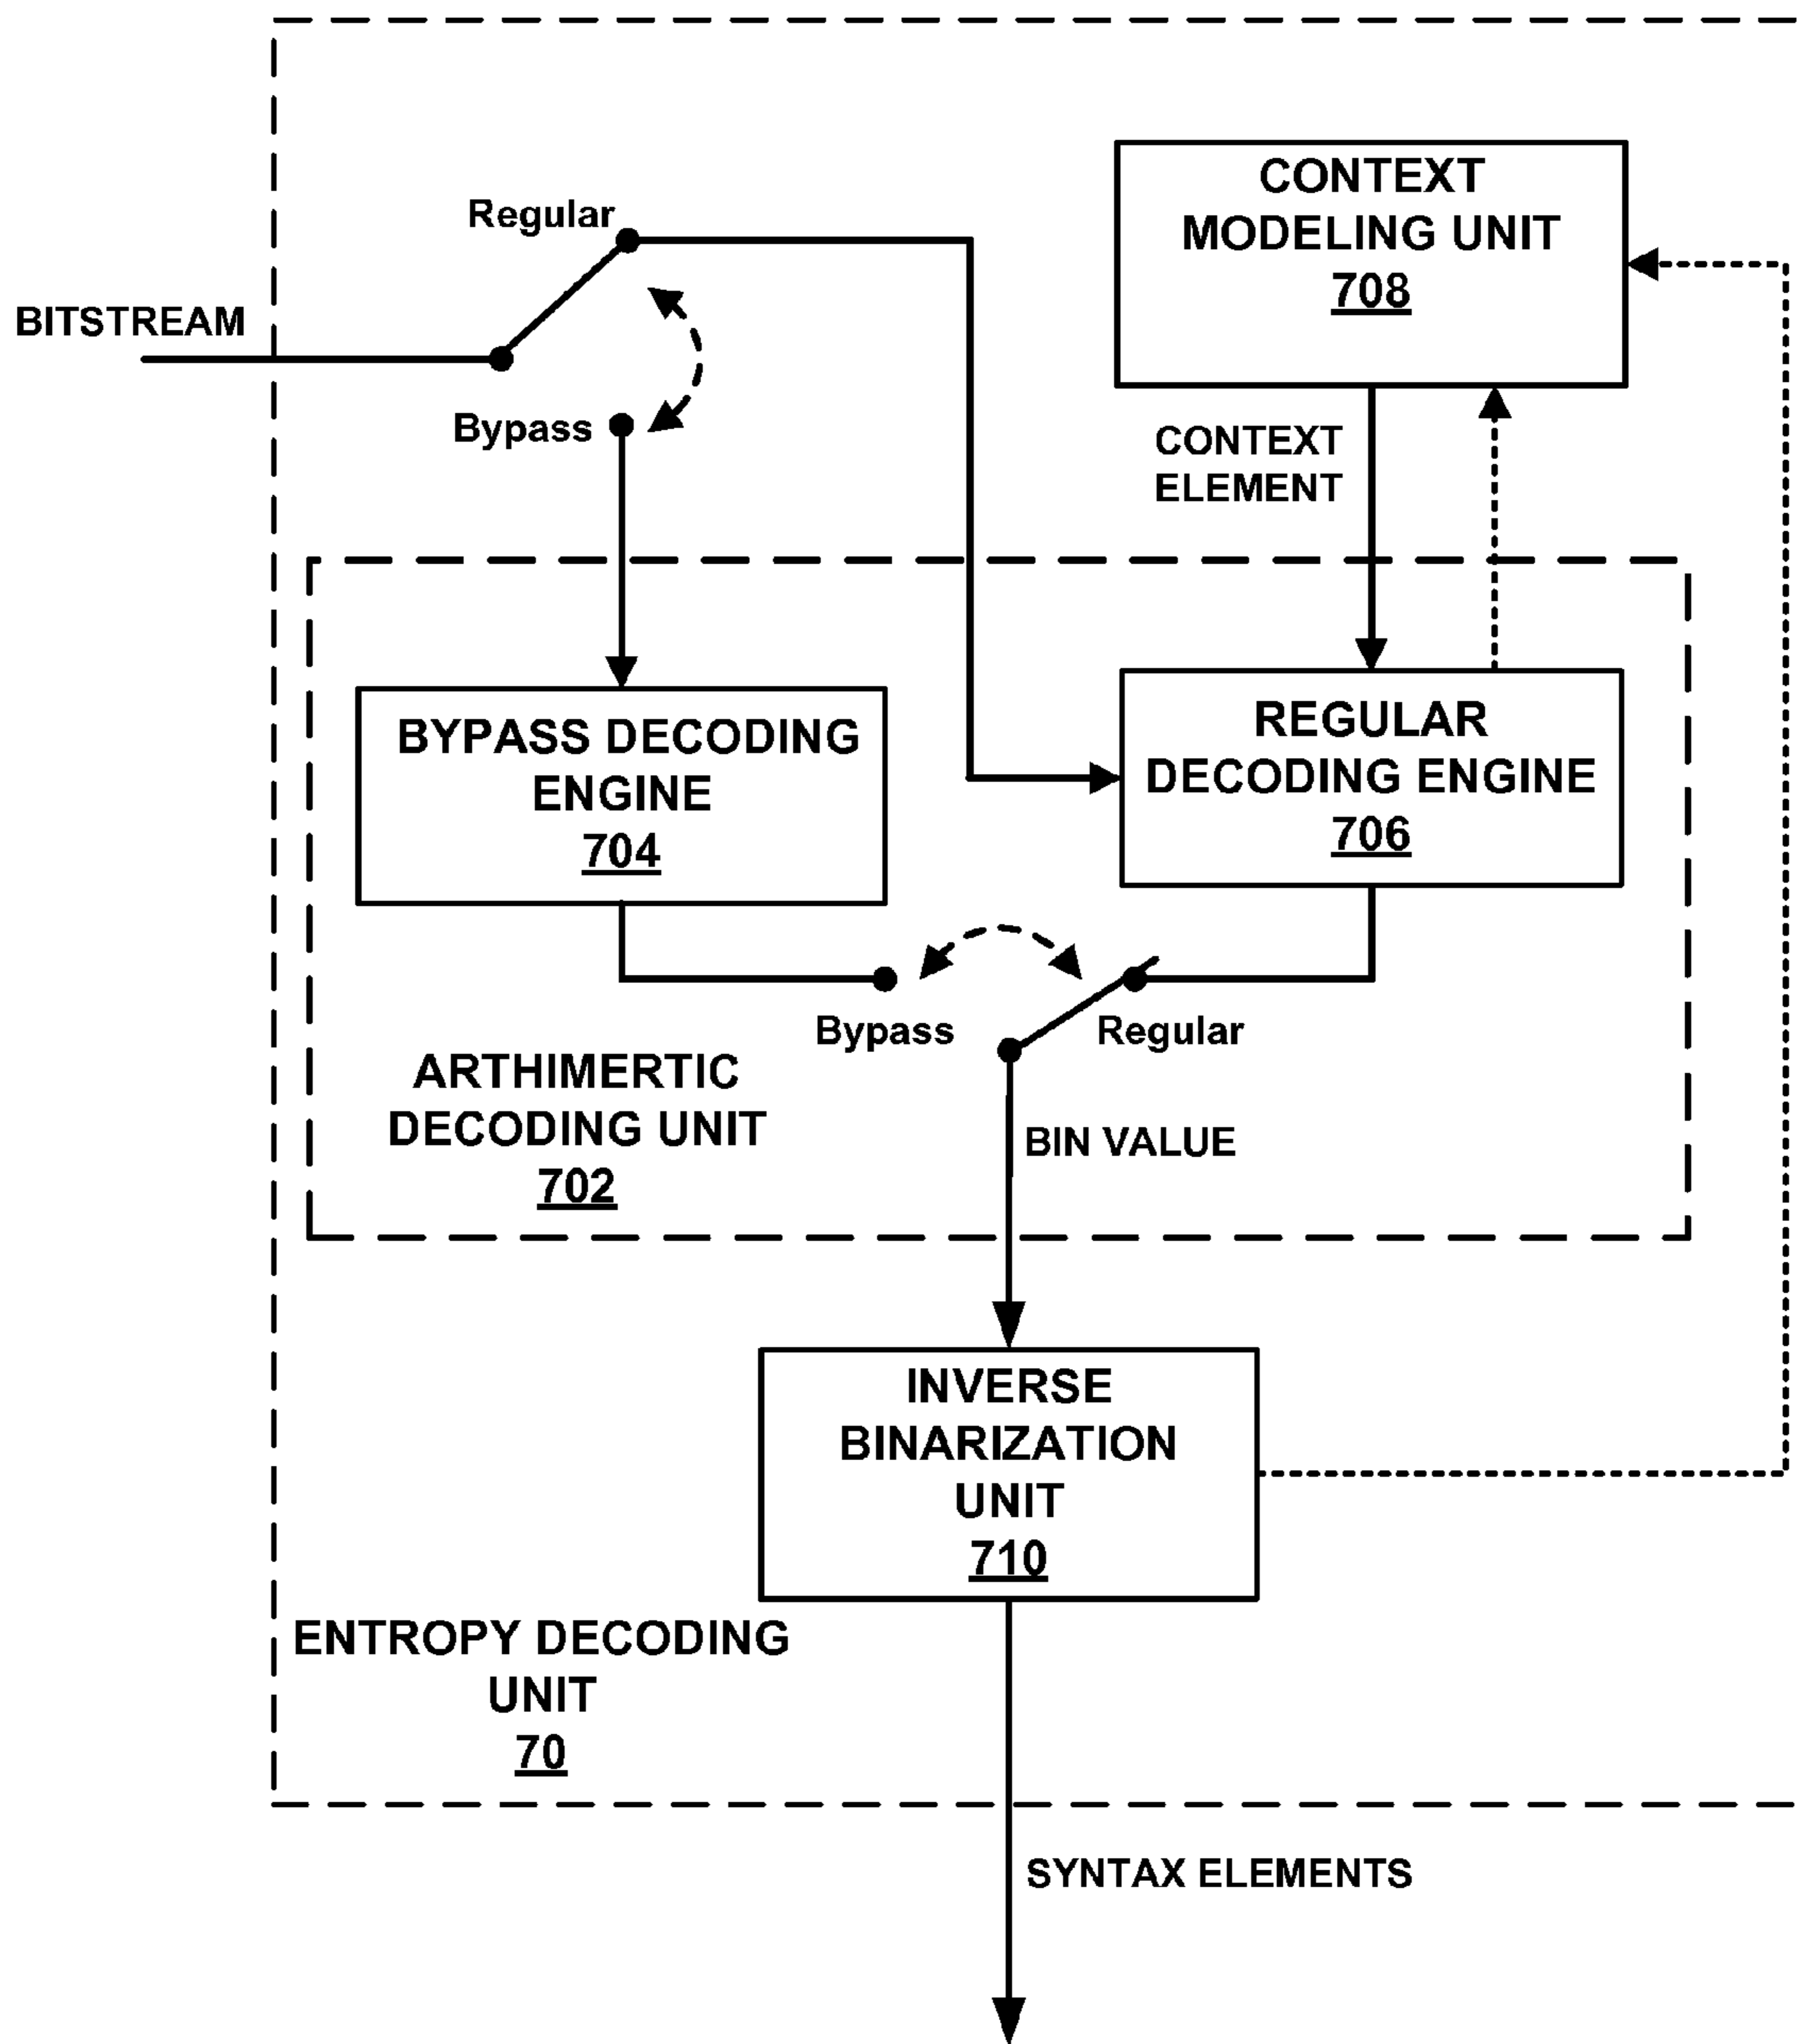 CONTEXT
MODELING UNIT
708
Regular
BITSTREAM
Bypass
CONTEXT
ELEMENT
BYPASS DECODING
ENGINE
704
REGULAR
DECODING ENGINE
706
Bypass
Regular
ARTHIMERTIC
DECODING UNIT
702
BIN VALUE
INVERSE
BINARIZATION
UNIT
710
ENTROPY DECODING
UNIT
70
SYNTAX ELEMENTS